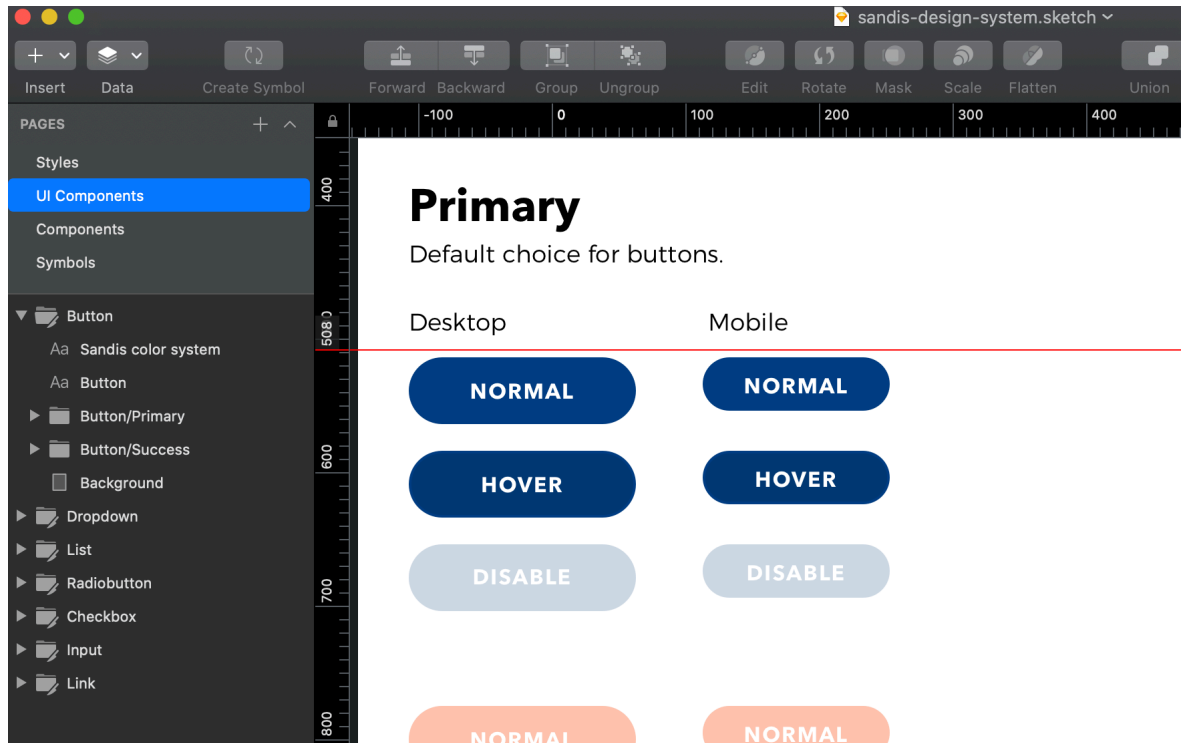 sandis-design-system.sketch
Insert Data Create Symbol Forward Backward Group Ungroup Edit Rotate Mask Scale Flatten Union
PAGES
-100 0 100 200 300 400
Styles
UI Components
Components
Symbols
Button
Aa Sandis color system
Aa Button
Button/Primary
Button/Success
Background
Dropdown
List
Radiobutton
Checkbox
Input
Link
400
508
600
700
800
Primary
Default choice for buttons.
Desktop Mobile
NORMAL NORMAL
HOVER HOVER
DISABLE DISABLE
NORMAL NORMAL